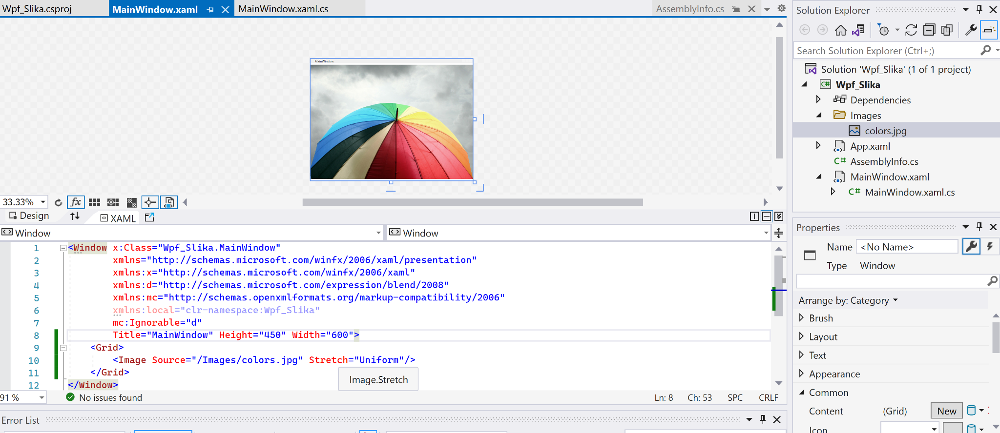 Wpf_Slika.csproj
MainWindow.xaml
MainWindow.xaml.cs
AssemblyInfo.cs
MainWindow
33.33%
fx
Design
XAML
Window
Window
1 <Window x:Class="Wpf_Slika.MainWindow"
2 xmlns="http://schemas.microsoft.com/winfx/2006/xaml/presentation"
3 xmlns:x="http://schemas.microsoft.com/winfx/2006/xaml"
4 xmlns:d="http://schemas.microsoft.com/expression/blend/2008"
5 xmlns:mc="http://schemas.openxmlformats.org/markup-compatibility/2006"
6 xmlns:local="clr-namespace:Wpf_Slika"
7 mc:Ignorable="d"
8 Title="MainWindow" Height="450" Width="600">
9 <Grid>
10 <Image Source="/Images/colors.jpg" Stretch="Uniform"/>
11 </Grid>
12 </Window>
Image.Stretch
91 %
No issues found
Ln: 8
Ch: 53
SPC
CRLF
Error List
Solution Explorer
Search Solution Explorer (Ctrl+;)
Solution 'Wpf_Slika' (1 of 1 project)
C# Wpf_Slika
Dependencies
Images
colors.jpg
App.xaml
C# AssemblyInfo.cs
MainWindow.xaml
C# MainWindow.xaml.cs
Properties
Name <No Name>
Type Window
Arrange by: Category
Brush
Layout
Text
Appearance
Common
Content (Grid) New
Icon